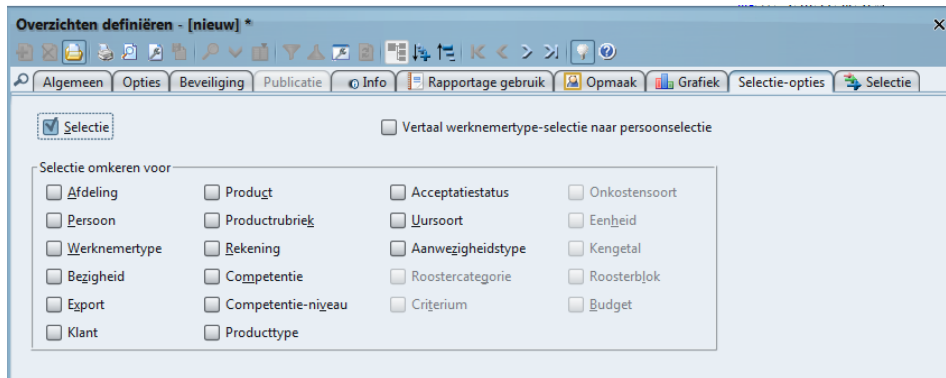 Overzichten definiëren - [nieuw] *
Algemeen Opties Beveiliging Publicatie Info Rapportage gebruik Opmaak Grafiek Selectie-opties Selectie
Selectie Vertaal werknemertype-selectie naar persoonselectie
Selectie omkeren voor
Afdeling Product Acceptatiestatus Onkostensoort
Persoon Productrubriek Uursoort Eenheid
Werknemertype Rekening Aanwezigheidstype Kengetal
Bezigheid Competentie Roostercategorie Roosterblok
Export Competentie-niveau Criterium Budget
Klant Producttype